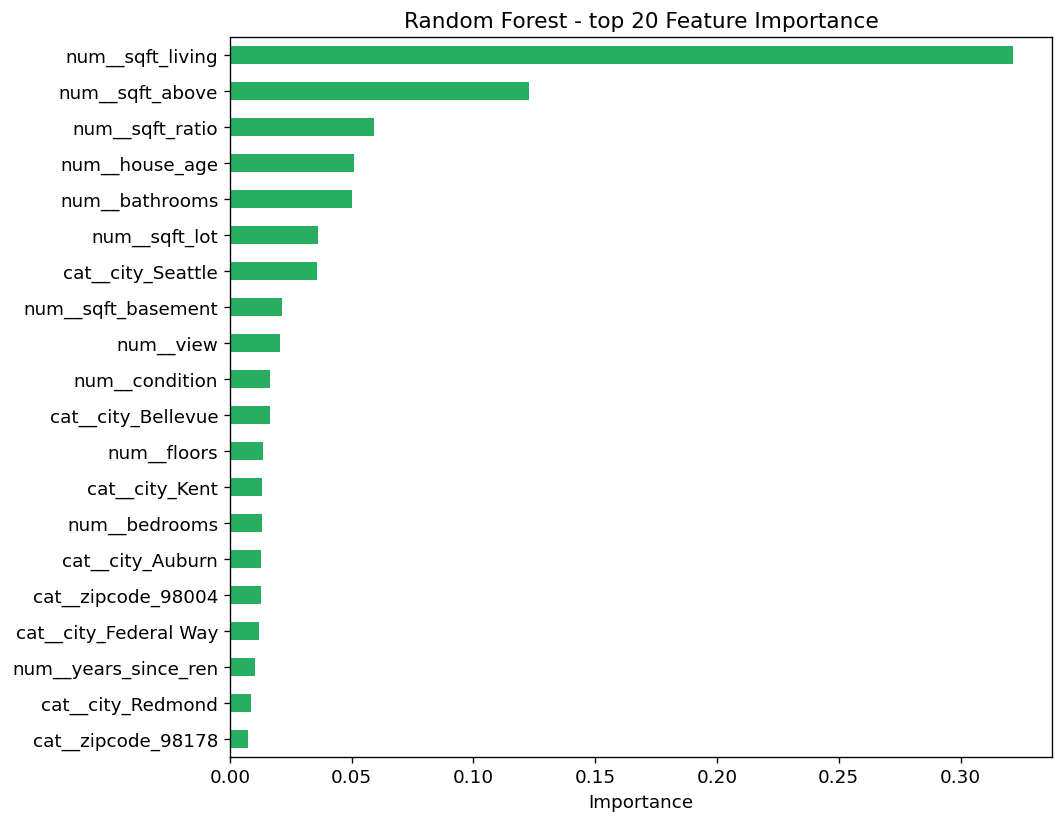 Random Forest - top 20 Feature Importance
num__sqft_living
num__sqft_above
num__sqft_ratio
num__house_age
num__bathrooms
num__sqft_lot
cat__city_Seattle
num__sqft_basement
num__view
num__condition
cat__city_Bellevue
num__floors
cat__city_Kent
num__bedrooms
cat__city_Auburn
cat__zipcode_98004
cat__city_Federal Way
num__years_since_ren
cat__city_Redmond
cat__zipcode_98178
0.00 0.05 0.10 0.15 0.20 0.25 0.30
Importance